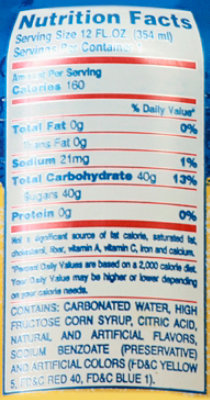 Nutrition Facts
Serving Size 12 FL. OZ (354 ml)
Servings Per Container
Amount Per Serving
Calories 160
% Daily Value*
Total Fat 0g 0%
Trans Fat 0g
Sodium 21mg 1%
Total Carbohydrate 40g 13%
Sugars 40g
Protein 0g 0%
Not a significant source of fat calorie, saturated fat,
cholesterol, fiber, vitamin A, vitamin C, iron and calcium.
*Percent Daily Values are based on a 2,000 calorie diet.
Your Daily Value may be higher or lower depending
on your calorie needs.
CONTAINS: CARBONATED WATER, HIGH
FRUCTOSE CORN SYRUP, CITRIC ACID,
NATURAL AND ARTIFICIAL FLAVORS,
SODIUM BENZOATE (PRESERVATIVE)
AND ARTIFICIAL COLORS (FD&C YELLOW
5, FD&C RED 40, FD&C BLUE 1).